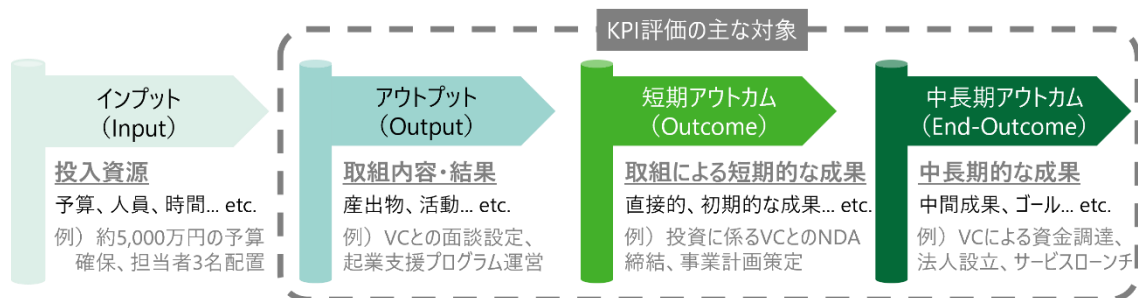 KPI評価の主な対象
インプット
（Input）
投入資源
予算、人員、時間... etc.
例）約5,000万円の予算
確保、担当者3名配置
アウトプット
（Output）
取組内容・結果
産出物、活動... etc.
例）VCとの面談設定、
起業支援プログラム運営
短期アウトカム
（Outcome）
取組による短期的な成果
直接的、初期的な成果... etc.
例）投資に係るVCとのNDA
締結、事業計画策定
中長期アウトカム
（End-Outcome）
中長期的な成果
中間成果、ゴール... etc.
例）VCによる資金調達、
法人設立、サービスローンチ